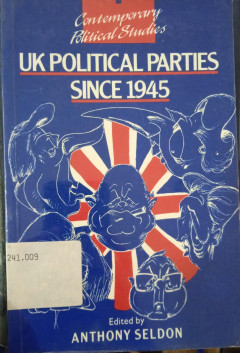 Contemporary
Political Studies
UK POLITICAL PARTIES
SINCE 1945
241.009
Edited by
ANTHONY SELDON